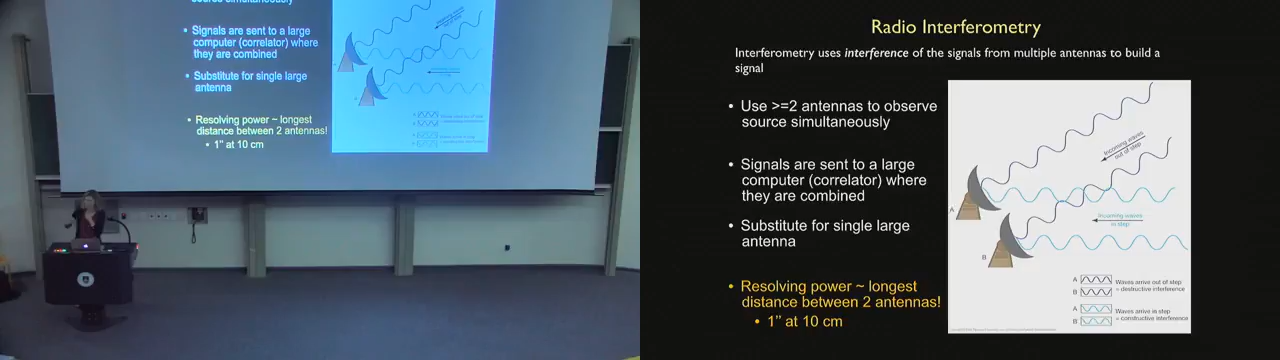 source simultaneously
Signals are sent to a large
computer (correlator) where
they are combined
Substitute for single large
antenna
Resolving power ~ longest
distance between 2 antennas!
1” at 10 cm
Radio Interferometry
Interferometry uses interference of the signals from multiple antennas to build a
signal
Use >=2 antennas to observe
source simultaneously
Signals are sent to a large
computer (correlator) where
they are combined
Substitute for single large
antenna
Resolving power ~ longest
distance between 2 antennas!
1” at 10 cm
Incoming waves
out of step
A
Incoming waves
in step
B
A Waves arrive out of step
B = destructive interference
A Waves arrive in step
B = constructive interference